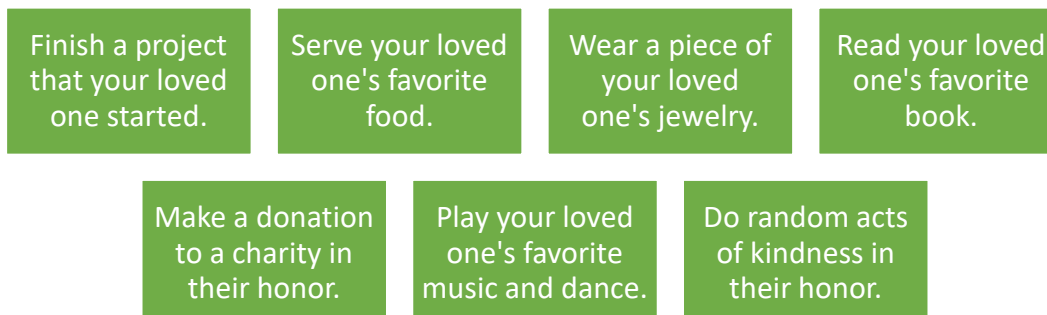 Finish a project
that your loved
one started.
Serve your loved
one's favorite
food.
Wear a piece of
your loved
one's jewelry.
Read your loved
one's favorite
book.
Make a donation
to a charity in
their honor.
Play your loved
one's favorite
music and dance.
Do random acts
of kindness in
their honor.